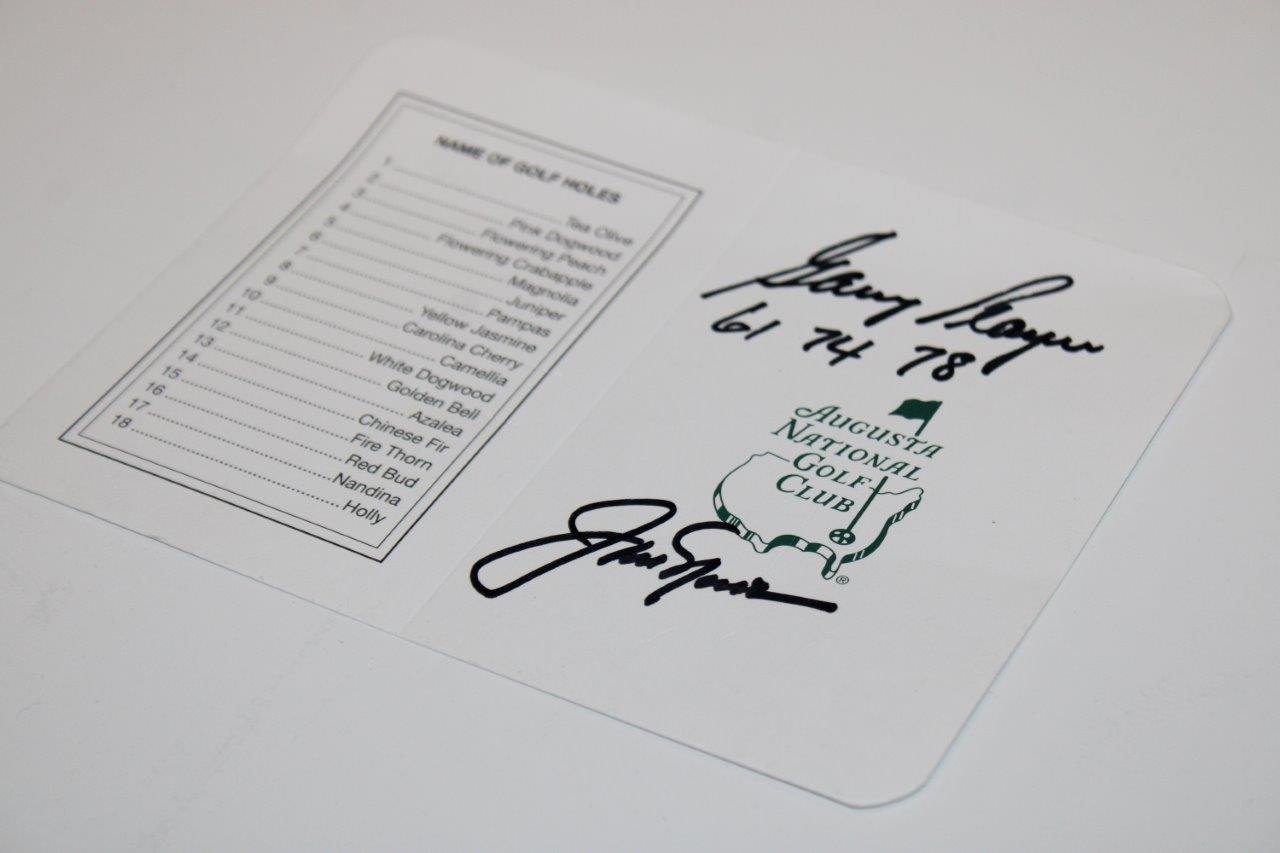 NAME OF GOLF HOLES
1 ........ Tea Olive
2 ........ Pink Dogwood
3 ........ Flowering Peach
4 ........ Flowering Crabapple
5 ........ Magnolia
6 ........ Juniper
7 ........ Pampas
8 ........ Yellow Jasmine
9 ........ Carolina Cherry
10 ........ Camellia
11 ........ White Dogwood
12 ........ Golden Bell
13 ........ Azalea
14 ........ Chinese Fir
15 ........ Fire Thorn
16 ........ Red Bud
17 ........ Nandina
18 ........ Holly
Gary Player
61 74 78
AUGUSTA
NATIONAL
GOLF
CLUB
®
Jack Nicklaus